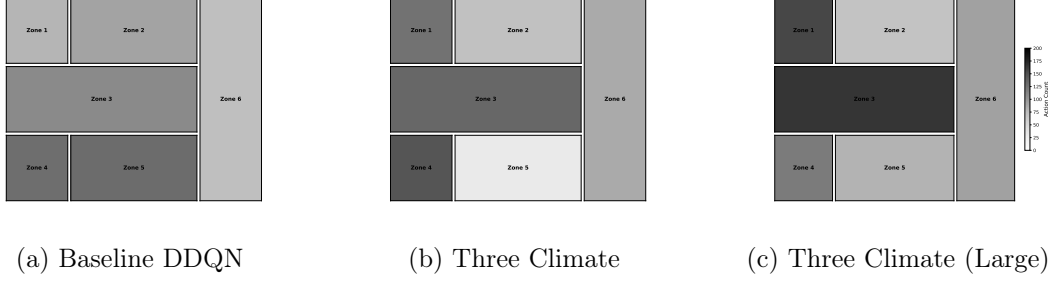 Zone 1
Zone 2
Zone 3
Zone 4
Zone 5
Zone 6
(a) Baseline DDQN
Zone 1
Zone 2
Zone 3
Zone 4
Zone 5
Zone 6
(b) Three Climate
Zone 1
Zone 2
Zone 3
Zone 4
Zone 5
Zone 6
200
175
150
125
100
75
50
25
0
Action Count
(c) Three Climate (Large)